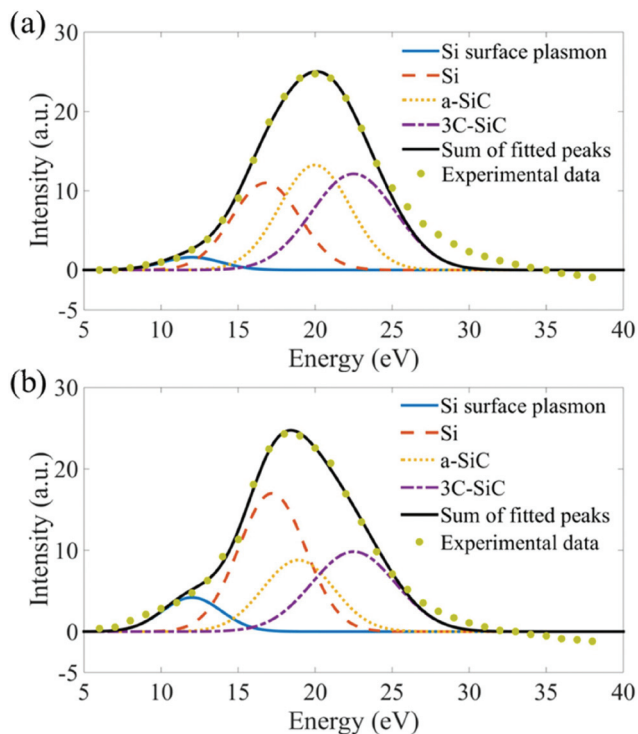 (a)
30
20
10
0
-5
Intensity (a.u.)
Si surface plasmon
Si
a-SiC
3C-SiC
Sum of fitted peaks
Experimental data
5 10 15 20 25 30 35 40
Energy (eV)
(b)
30
20
10
0
-5
Intensity (a.u.)
Si surface plasmon
Si
a-SiC
3C-SiC
Sum of fitted peaks
Experimental data
5 10 15 20 25 30 35 40
Energy (eV)